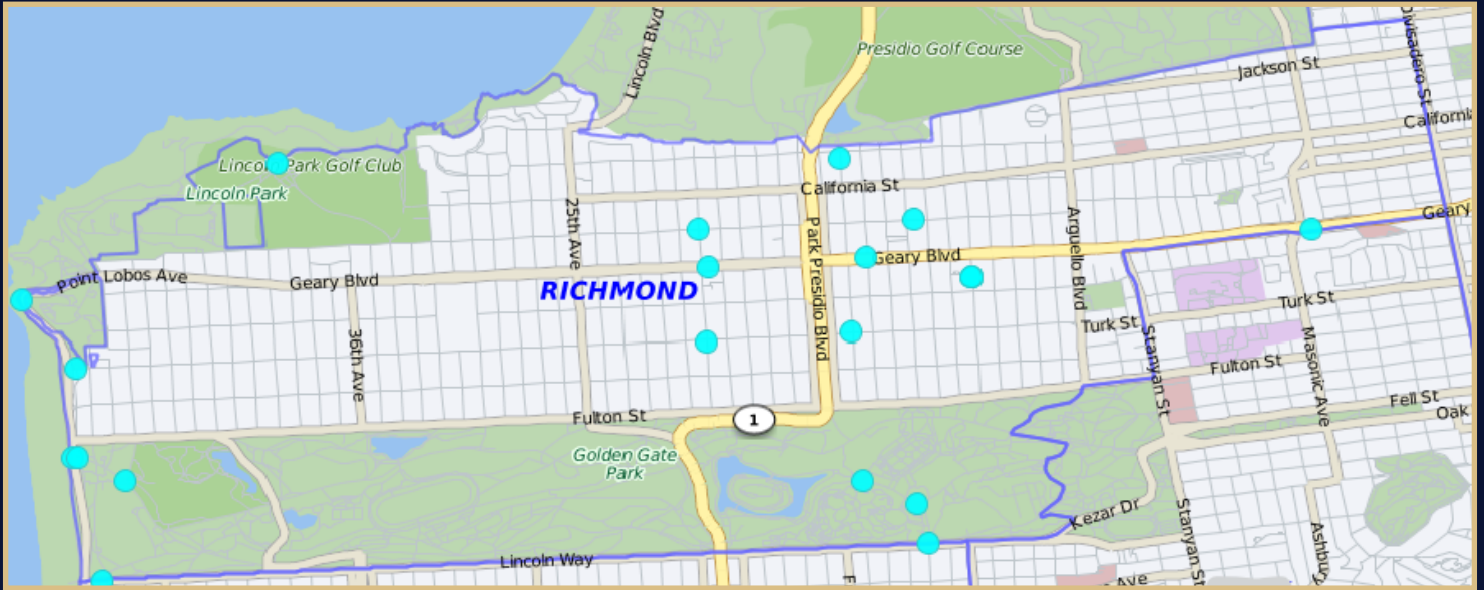 Lincoln Blvd
Presidio Golf Course
Divisadero St
Jackson St
California
Lincoln Park Golf Club
Lincoln Park
California St
25th Ave
Park Presidio Blvd
Arguello Blvd
Geary
Point Lobos Ave
Geary Blvd
Geary Blvd
RICHMOND
Turk St
Turk St
36th Ave
Stanyan St
Masonic Ave
Fulton St
Fulton St
Fell St
Oak
1
Golden Gate
Park
Kezar Dr
Stanyan St
Ashbury
Lincoln Way
F
Ave